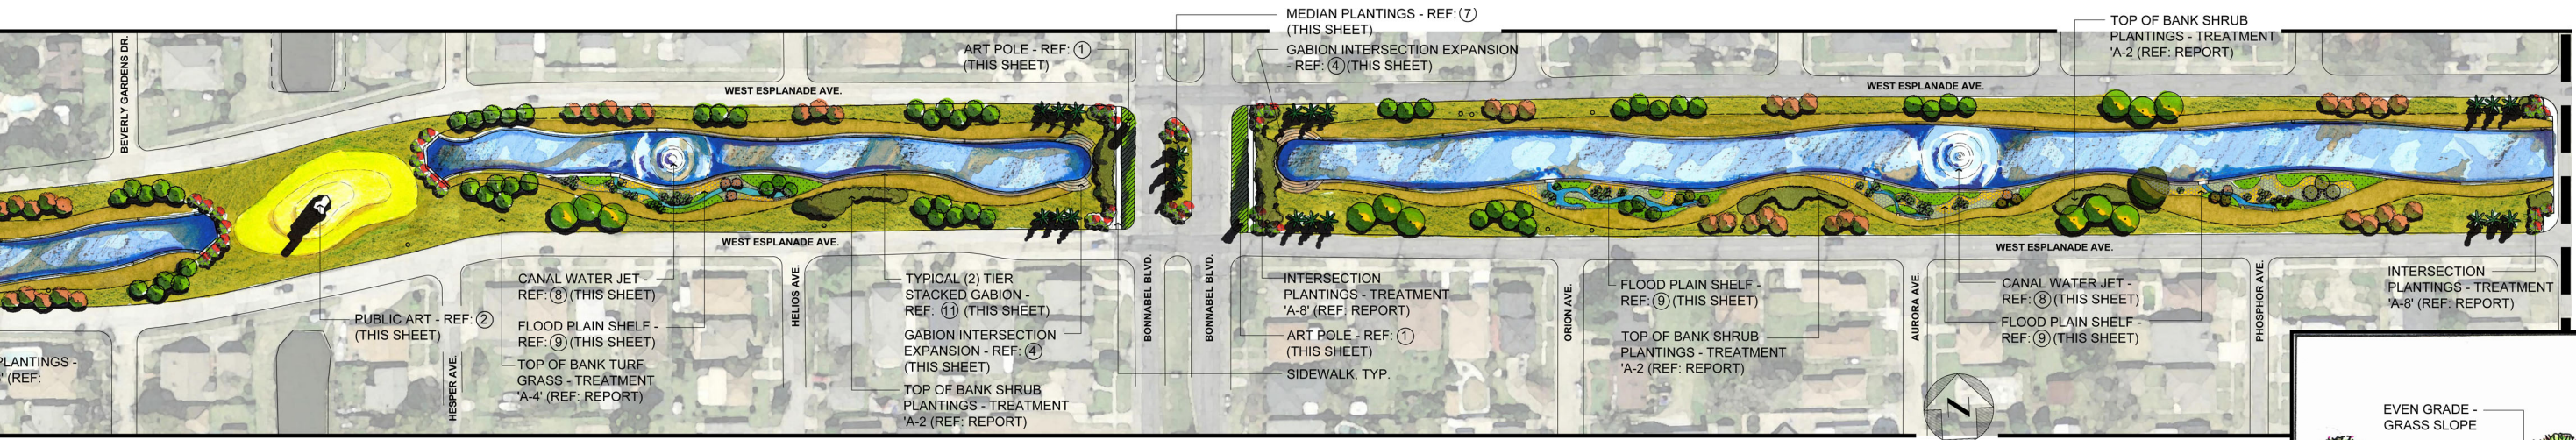 MEDIAN PLANTINGS - REF: 7
(THIS SHEET)
ART POLE - REF: 1
(THIS SHEET)
GABION INTERSECTION EXPANSION
- REF: 4 (THIS SHEET)
TOP OF BANK SHRUB
PLANTINGS - TREATMENT
'A-2 (REF: REPORT)
BEVERLY GARDENS DR.
WEST ESPLANADE AVE.
WEST ESPLANADE AVE.
WEST ESPLANADE AVE.
WEST ESPLANADE AVE.
PLANTINGS -
' (REF:
PUBLIC ART - REF: 2
(THIS SHEET)
HESPER AVE.
CANAL WATER JET -
REF: 8 (THIS SHEET)
FLOOD PLAIN SHELF -
REF: 9 (THIS SHEET)
TOP OF BANK TURF
GRASS - TREATMENT
'A-4' (REF: REPORT)
HELIOS AVE.
TYPICAL (2) TIER
STACKED GABION -
REF: 11 (THIS SHEET)
GABION INTERSECTION
EXPANSION - REF: 4
(THIS SHEET)
TOP OF BANK SHRUB
PLANTINGS - TREATMENT
'A-2 (REF: REPORT)
BONNABEL BLVD.
BONNABEL BLVD.
INTERSECTION
PLANTINGS - TREATMENT
'A-8' (REF: REPORT)
ART POLE - REF: 1
(THIS SHEET)
SIDEWALK, TYP.
ORION AVE.
FLOOD PLAIN SHELF -
REF: 9 (THIS SHEET)
TOP OF BANK SHRUB
PLANTINGS - TREATMENT
'A-2 (REF: REPORT)
AURORA AVE.
CANAL WATER JET -
REF: 8 (THIS SHEET)
FLOOD PLAIN SHELF -
REF: 9 (THIS SHEET)
PHOSPHOR AVE.
INTERSECTION
PLANTINGS - TREATMENT
'A-8' (REF: REPORT)
EVEN GRADE -
GRASS SLOPE